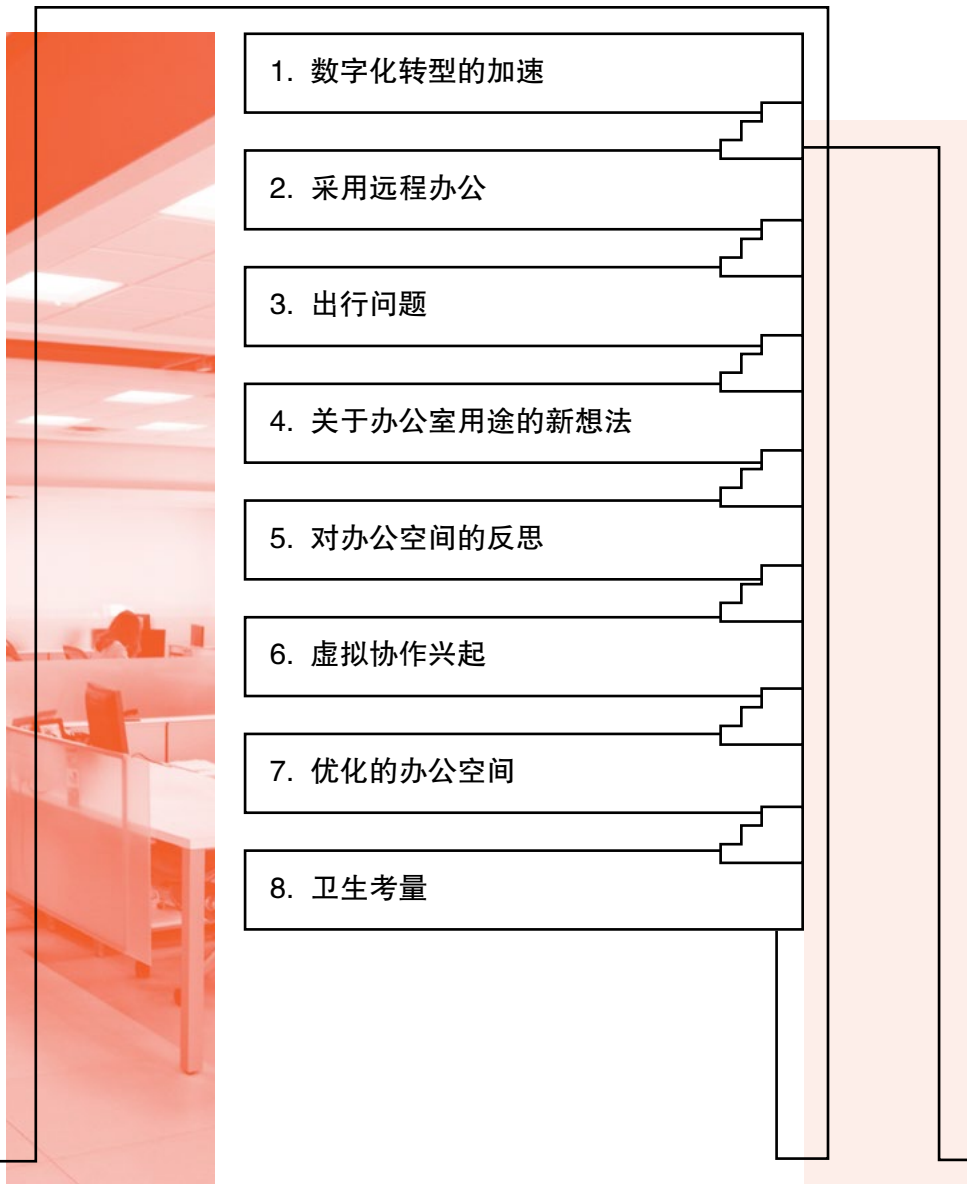 1. 数字化转型的加速
2. 采用远程办公
3. 出行问题
4. 关于办公室用途的新想法
5. 对办公空间的反思
6. 虚拟协作兴起
7. 优化的办公空间
8. 卫生考量